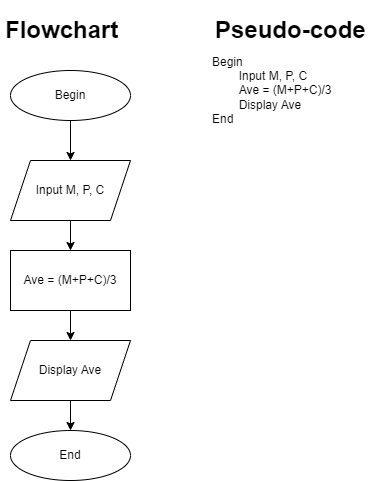 Flowchart
Begin
Input M, P, C
Ave = (M+P+C)/3
Display Ave
End
Pseudo-code
Begin
Input M, P, C
Ave = (M+P+C)/3
Display Ave
End